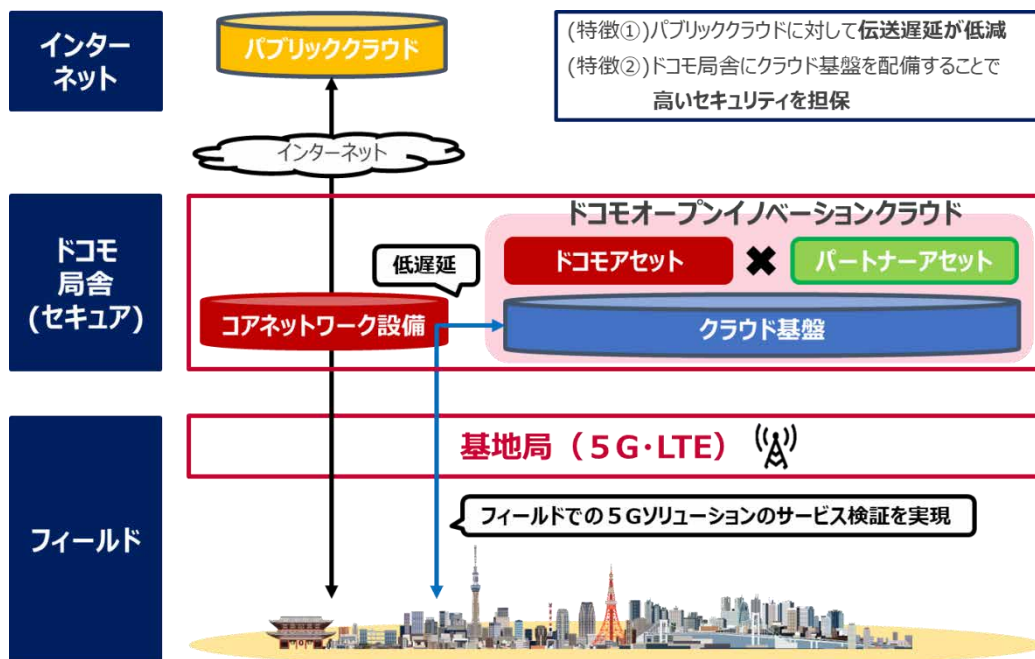 インター
ネット
パブリッククラウド
(特徴①)パブリッククラウドに対して伝送遅延が低減
(特徴②)ドコモ局舎にクラウド基盤を配備することで
高いセキュリティを担保
インターネット
ドコモ
局舎
(セキュア)
ドコモオープンイノベーションクラウド
低遅延
ドコモアセット
✖
パートナーアセット
コアネットワーク設備
クラウド基盤
フィールド
基地局（５G・LTE）
フィールドでの５Gソリューションのサービス検証を実現